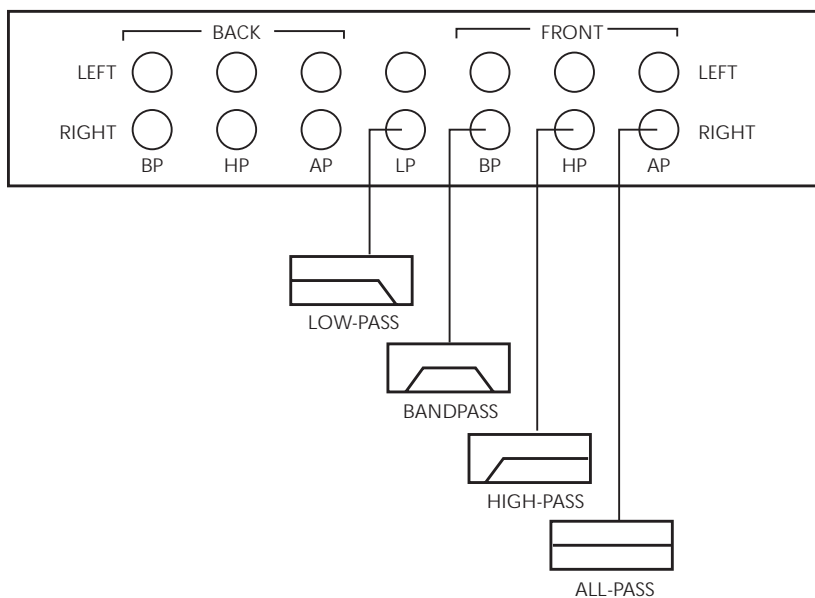 BACK FRONT
LEFT LEFT
RIGHT RIGHT
BP HP AP LP BP HP AP
LOW-PASS
BANDPASS
HIGH-PASS
ALL-PASS